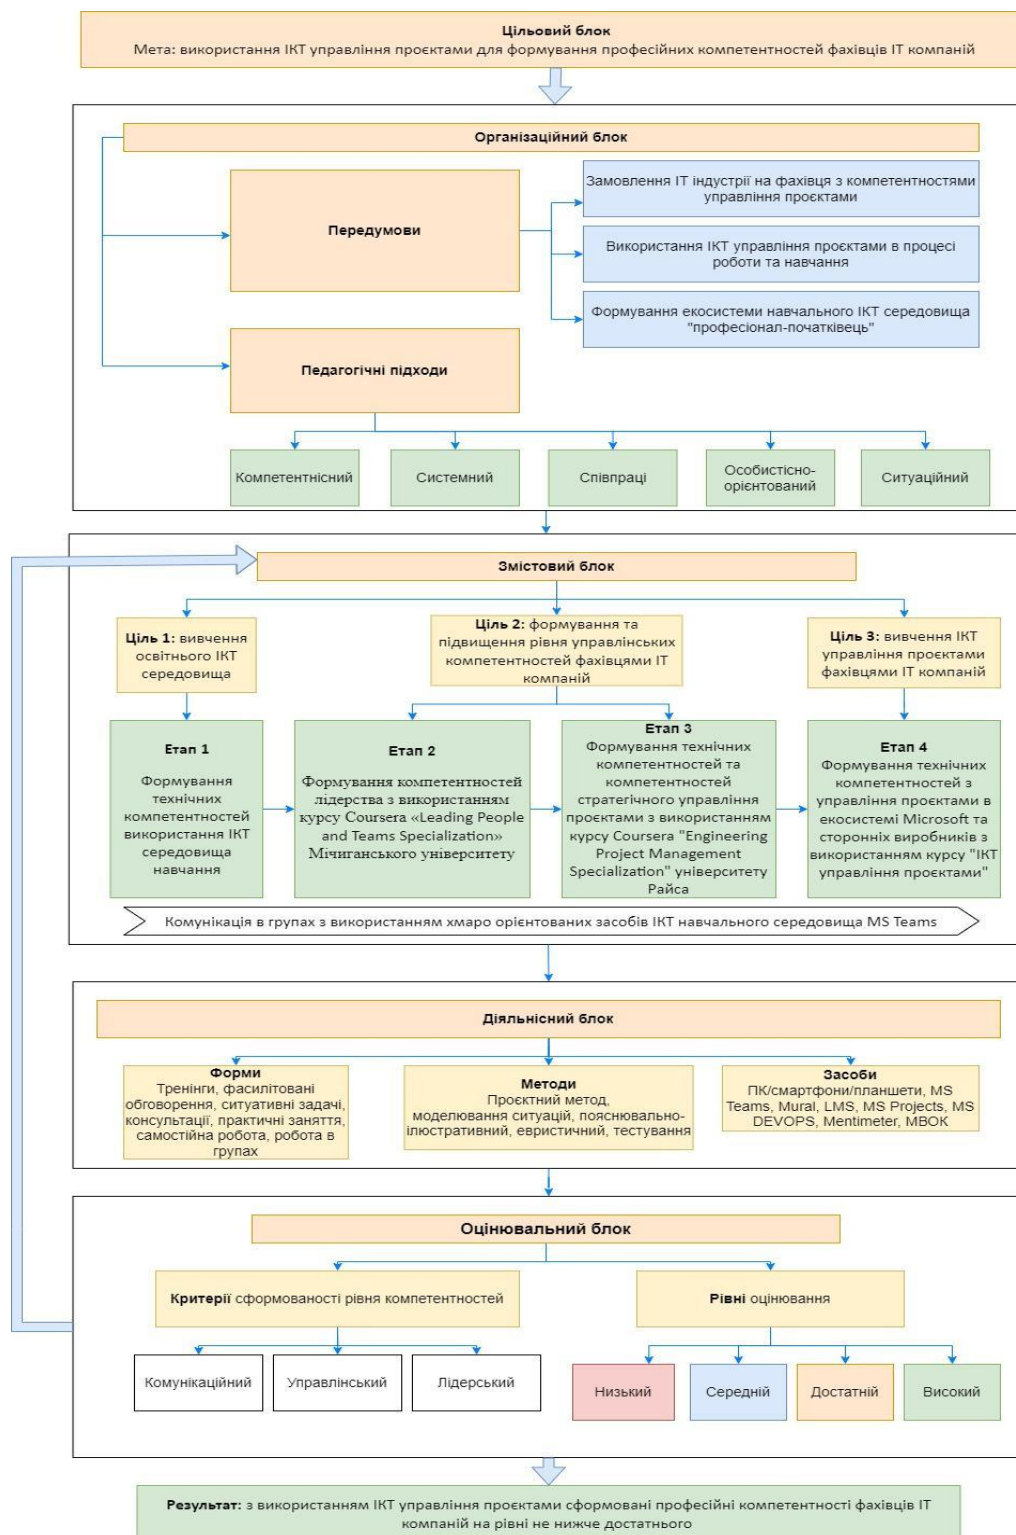 Цільовий блок
Мета: використання ІКТ управління проєктами для формування професійних компетентностей фахівців ІТ компаній
Організаційний блок
Передумови
Замовлення ІТ індустрії на фахівця з компетентностями
управління проєктами
Використання ІКТ управління проєктами в процесі
роботи та навчання
Формування екосистеми навчального ІКТ середовища
"професіонал-початківець"
Педагогічні підходи
Компетентнісний
Системний
Співпраці
Особистісно-
орієнтований
Ситуаційний
Змістовий блок
Ціль 1: вивчення
освітнього ІКТ
середовища
Ціль 2: формування та
підвищення рівня управлінських
компетентностей фахівцями ІТ
компаній
Ціль 3: вивчення ІКТ
управління проєктами
фахівцями ІТ компаній
Етап 1
Формування
технічних
компетентностей
використання ІКТ
середовища
навчання
Етап 2
Формування компетентностей
лідерства з використанням
курсу Coursera «Leading People
and Teams Specialization»
Мічиганського університету
Етап 3
Формування технічних
компетентностей та
компетентностей
стратегічного управління
проєктами з використанням
курсу Coursera "Engineering
Project Management
Specialization" університету
Райса
Етап 4
Формування технічних
компетентностей з
управління проєктами в
екосистемі Microsoft та
сторонніх виробників з
використанням курсу "ІКТ
управління проєктами"
Комунікація в групах з використанням хмаро орієнтованих засобів ІКТ навчального середовища MS Teams
Діяльнісний блок
Форми
Тренінги, фасилітовані
обговорення, ситуативні задачі,
консультації, практичні заняття,
самостійна робота, робота в
групах
Методи
Проєктний метод,
моделювання ситуацій, пояснювально-
ілюстративний, евристичний, тестування
Засоби
ПК/смартфони/планшети, MS
Teams, Mural, LMS, MS Projects, MS
DEVOPS, Mentimeter, МВОК
Оцінювальний блок
Критерії сформованості рівня компетентностей
Рівні оцінювання
Комунікаційний
Управлінський
Лідерський
Низький
Середній
Достатній
Високий
Результат: з використанням ІКТ управління проєктами сформовані професійні компетентності фахівців ІТ
компаній на рівні не нижче достатнього